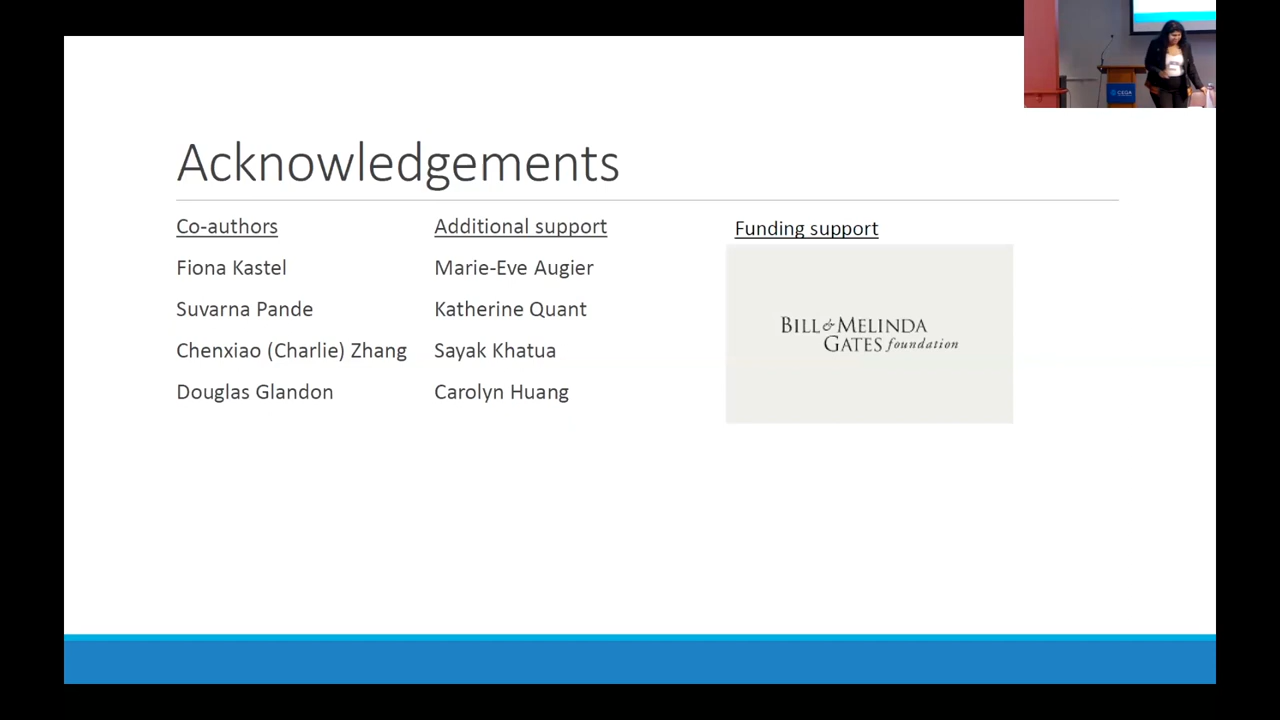 Acknowledgements
Co-authors
Fiona Kastel
Suvarna Pande
Chenxiao (Charlie) Zhang
Douglas Glandon
Additional support
Marie-Eve Augier
Katherine Quant
Sayak Khatua
Carolyn Huang
Funding support
BILL & MELINDA
GATES foundation
CEGA